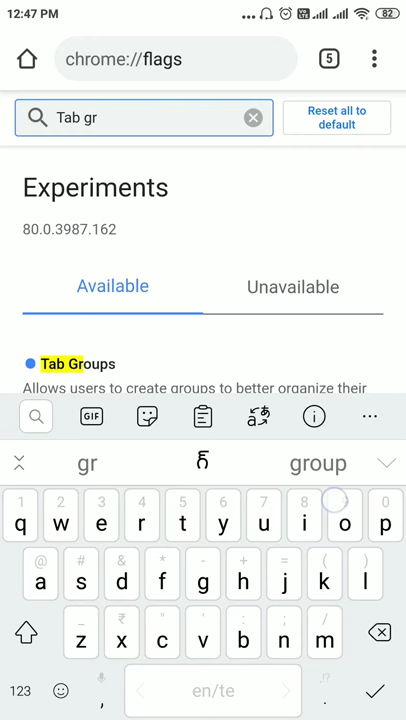 12:47 PM 82
chrome://flags 5
Tab gr
Reset all to
default
Experiments
80.0.3987.162
Available Unavailable
Tab Groups
Allows users to create groups to better organize their
GIF
gr గ్ group
1 2 3 4 5 6 7 8 0
q w e r t y u i o p
@ # & * - + = ( )
a s d f g h j k l
_ ₹ " ' : ; /
z x c v b n m
!?
123 , en/te .